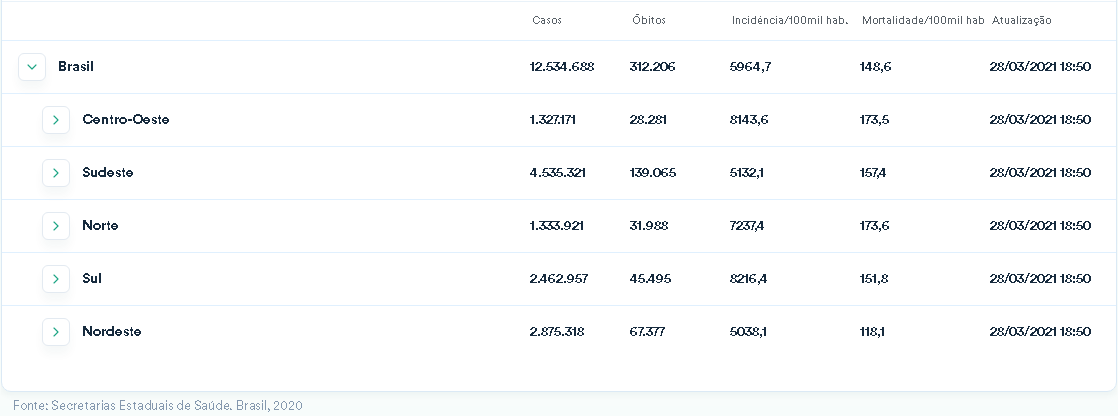 Casos Óbitos Incidência/100mil hab. Mortalidade/100mil hab Atualização
Brasil 12.534.688 312.206 5964,7 148,6 28/03/2021 18:50
Centro-Oeste 1.327.171 28.281 8143,6 173,5 28/03/2021 18:50
Sudeste 4.535.321 139.065 5132,1 157,4 28/03/2021 18:50
Norte 1.333.921 31.988 7237,4 173,6 28/03/2021 18:50
Sul 2.462.957 45.495 8216,4 151,8 28/03/2021 18:50
Nordeste 2.875.318 67.377 5038,1 118,1 28/03/2021 18:50
Fonte: Secretarias Estaduais de Saúde. Brasil, 2020